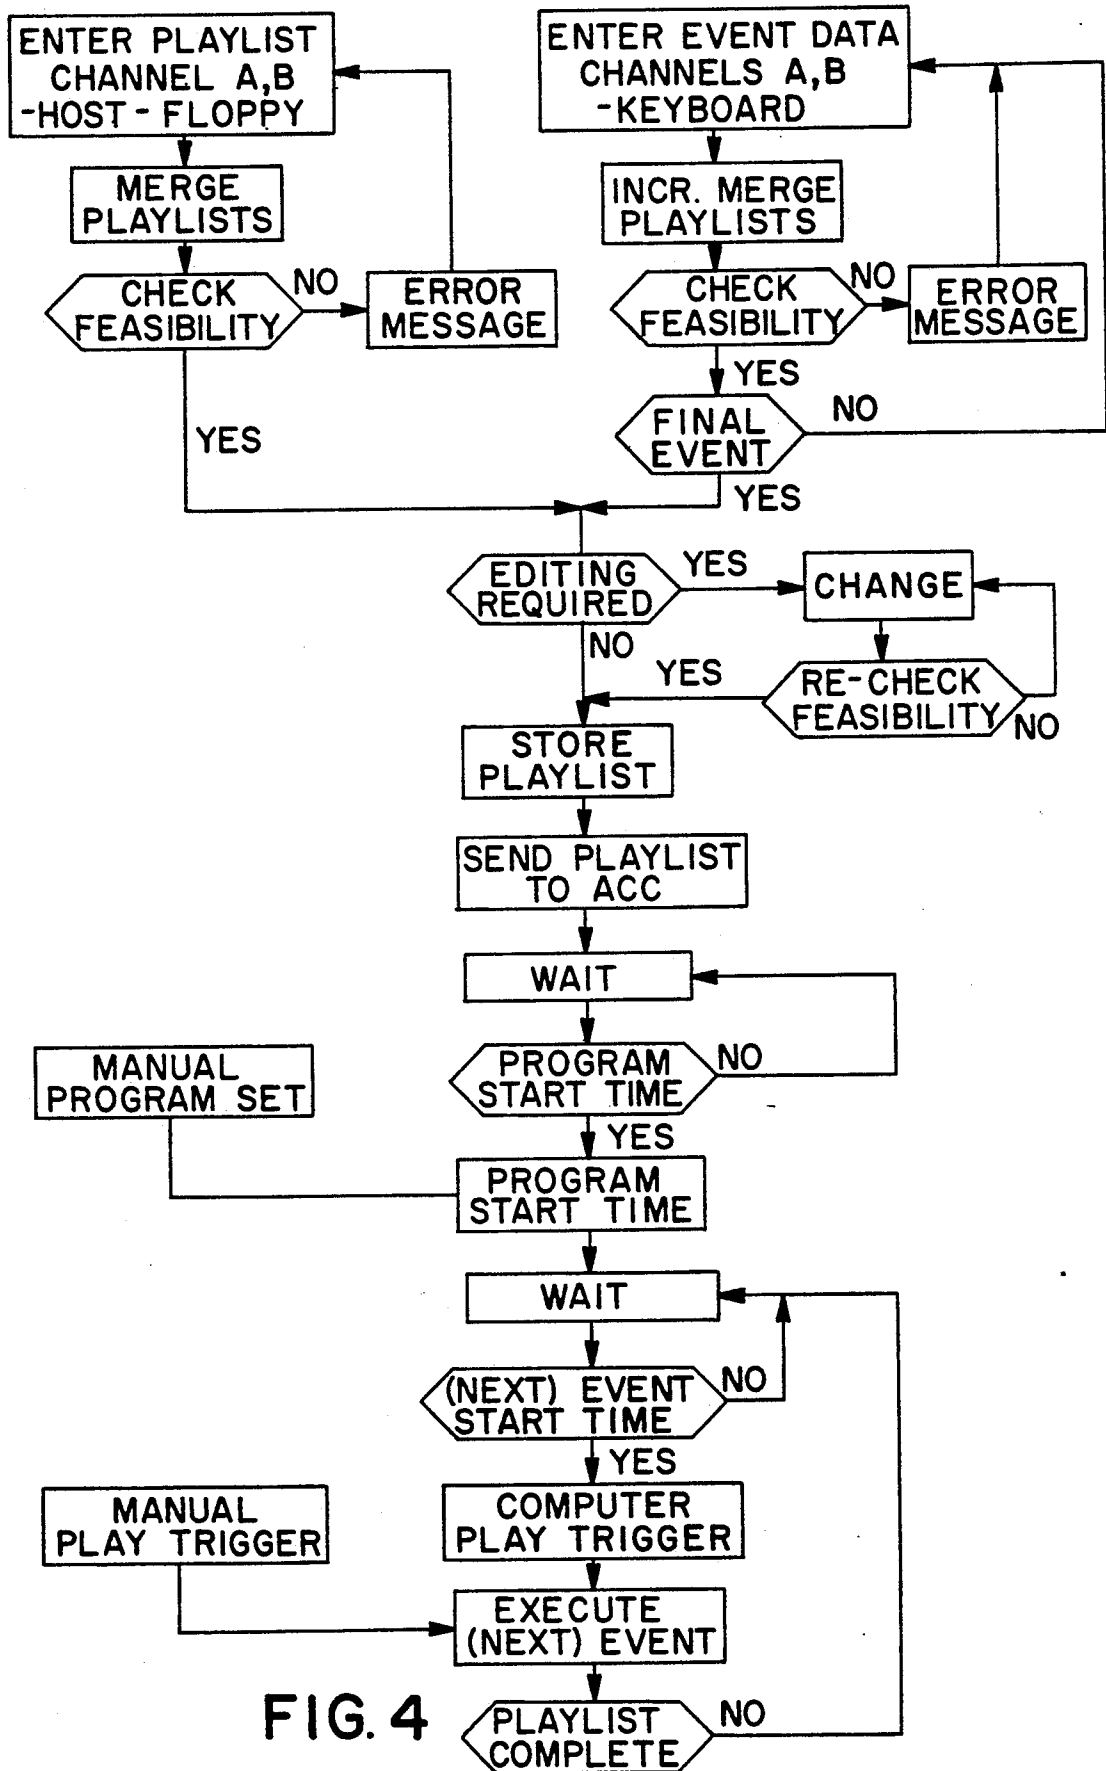 ENTER PLAYLIST
CHANNEL A,B
-HOST- FLOPPY
MERGE
PLAYLISTS
CHECK
FEASIBILITY
NO
ERROR
MESSAGE
YES
ENTER EVENT DATA
CHANNELS A,B
-KEYBOARD
INCR. MERGE
PLAYLISTS
CHECK
FEASIBILITY
NO
ERROR
MESSAGE
YES
FINAL
EVENT
NO
YES
EDITING
REQUIRED
YES
CHANGE
NO
YES
RE-CHECK
FEASIBILITY
NO
STORE
PLAYLIST
SEND PLAYLIST
TO ACC
WAIT
PROGRAM
START TIME
NO
MANUAL
PROGRAM SET
YES
PROGRAM
START TIME
WAIT
(NEXT) EVENT
START TIME
NO
YES
MANUAL
PLAY TRIGGER
COMPUTER
PLAY TRIGGER
EXECUTE
(NEXT) EVENT
FIG. 4
PLAYLIST
COMPLETE
NO